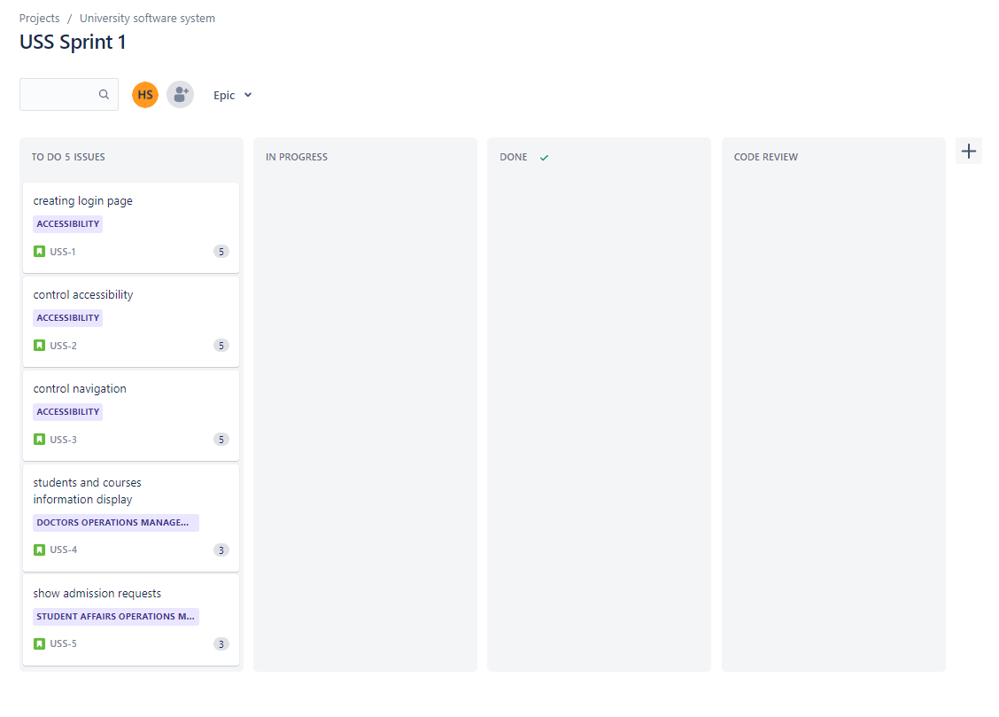 Projects / University software system
USS Sprint 1
HS
Epic
TO DO 5 ISSUES
creating login page
ACCESSIBILITY
USS-1
5
control accessibility
ACCESSIBILITY
USS-2
5
control navigation
ACCESSIBILITY
USS-3
5
students and courses
information display
DOCTORS OPERATIONS MANAGE...
USS-4
3
show admission requests
STUDENT AFFAIRS OPERATIONS M...
USS-5
3
IN PROGRESS
DONE
CODE REVIEW